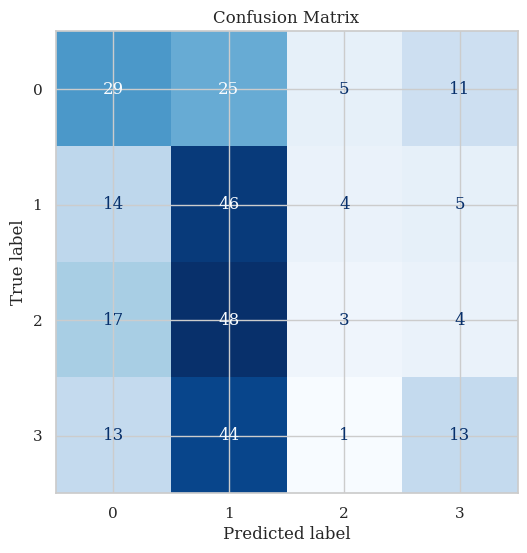 Confusion Matrix
True label
0 29 25 5 11
1 14 46 4 5
2 17 48 3 4
3 13 44 1 13
0 1 2 3
Predicted label